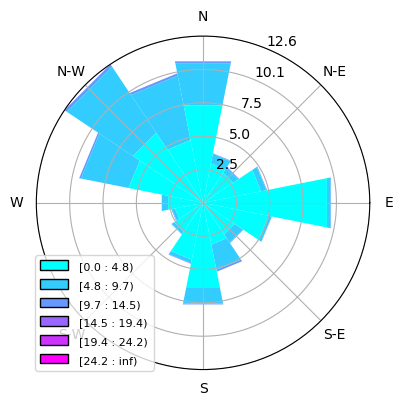 N
12.6
N-W
10.1
N-E
7.5
5.0
2.5
W
E
[0.0 : 4.8)
[4.8 : 9.7)
[9.7 : 14.5)
[14.5 : 19.4)
S-W
[19.4 : 24.2)
[24.2 : inf)
S-E
S